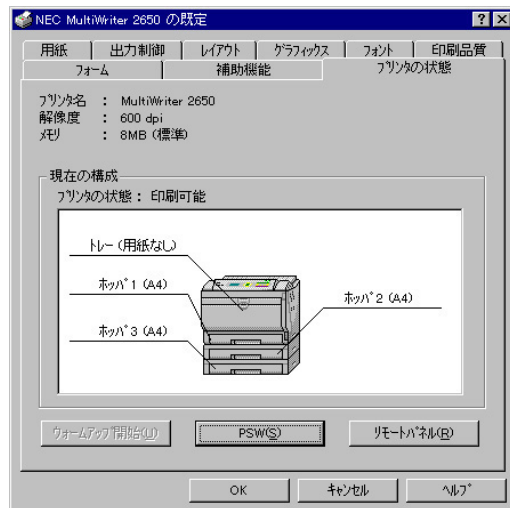 NEC MultiWriter 2650 の既定
用紙 出力制御 レイアウト グラフィックス フォント 印刷品質
フォーム 補助機能 プリンタの状態
プリンタ名 : MultiWriter 2650
解像度 : 600 dpi
メモリ : 8MB (標準)
現在の構成
プリンタの状態 : 印刷可能
トレー (用紙なし)
ホッパ 1 (A4)
ホッパ 2 (A4)
ホッパ 3 (A4)
ウォームアップ開始(U) PSW(S) リモートパネル(R)
OK キャンセル ヘルプ